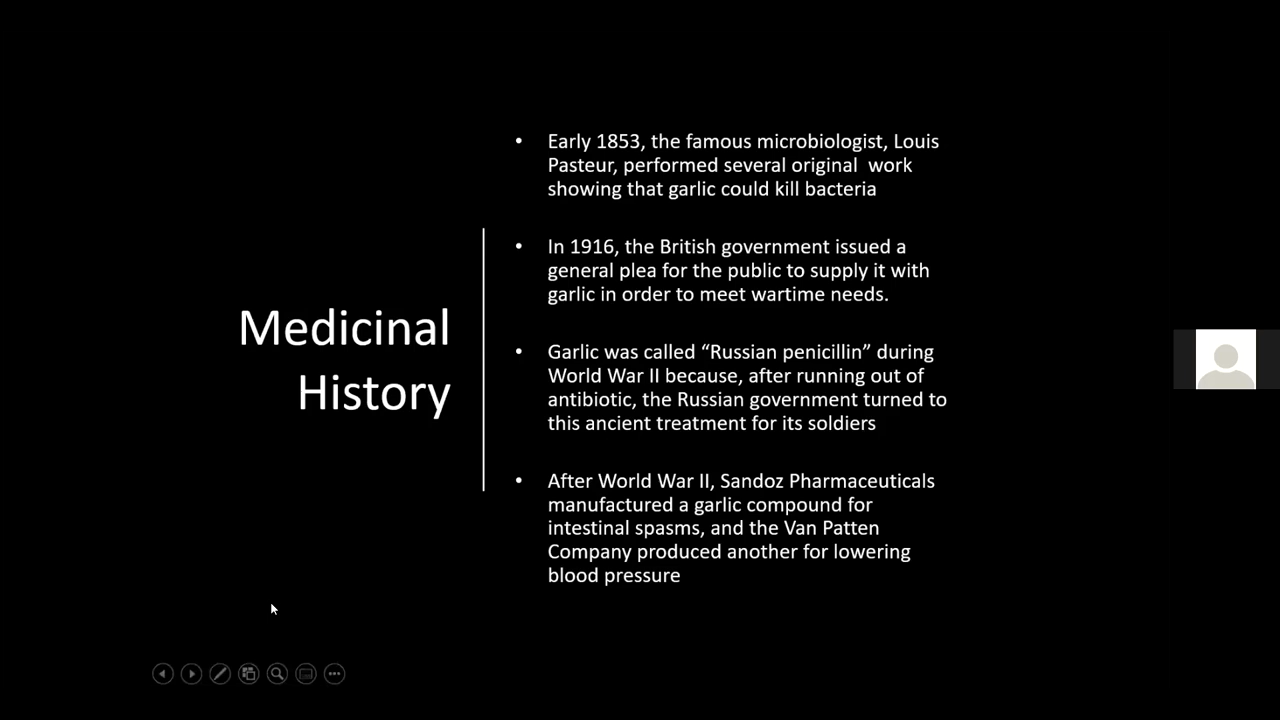 Medicinal
History
• Early 1853, the famous microbiologist, Louis
Pasteur, performed several original  work
showing that garlic could kill bacteria
• In 1916, the British government issued a
general plea for the public to supply it with
garlic in order to meet wartime needs.
• Garlic was called “Russian penicillin” during
World War II because, after running out of
antibiotic, the Russian government turned to
this ancient treatment for its soldiers
• After World War II, Sandoz Pharmaceuticals
manufactured a garlic compound for
intestinal spasms, and the Van Patten
Company produced another for lowering
blood pressure